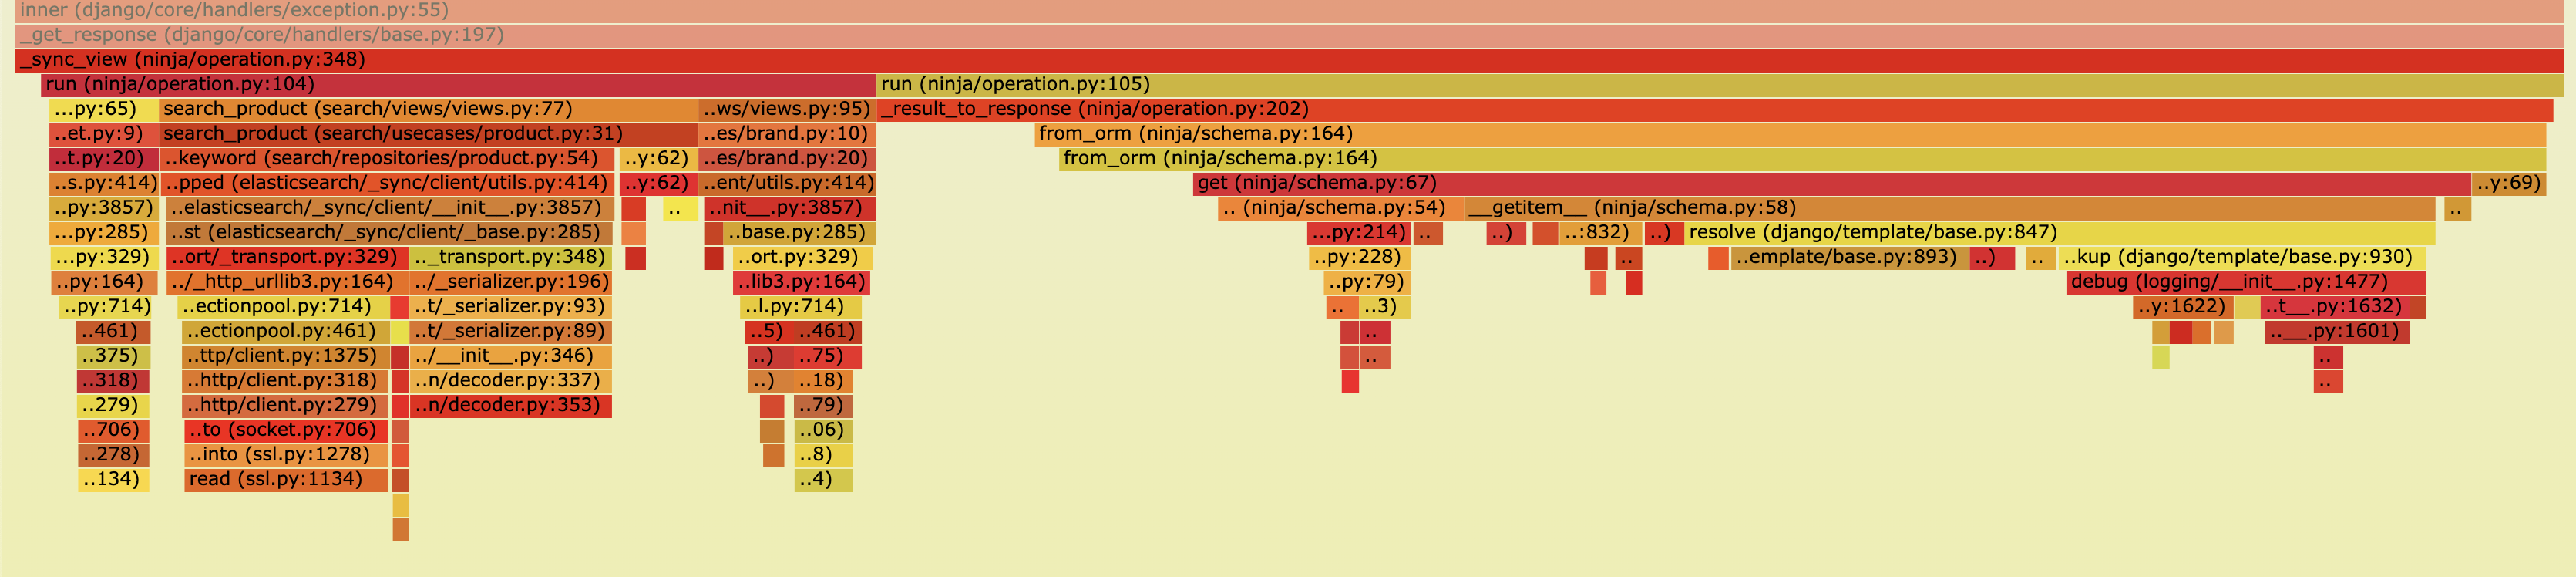 inner (django/core/handlers/exception.py:55)
_get_response (django/core/handlers/base.py:197)
_sync_view (ninja/operation.py:348)
run (ninja/operation.py:104) run (ninja/operation.py:105)
...py:65) search_product (search/views/views.py:77) ..ws/views.py:95) _result_to_response (ninja/operation.py:202)
..et.py:9) search_product (search/usecases/product.py:31) ..es/brand.py:10) from_orm (ninja/schema.py:164)
..t.py:20) ..keyword (search/repositories/product.py:54) ..y:62) ..es/brand.py:20) from_orm (ninja/schema.py:164)
..s.py:414) ..pped (elasticsearch/_sync/client/utils.py:414) ..y:62) ..ent/utils.py:414) get (ninja/schema.py:67) ..y:69)
..py:3857) ..elasticsearch/_sync/client/__init__.py:3857) .. ..nit__.py:3857) .. (ninja/schema.py:54) __getitem__ (ninja/schema.py:58) ..
...py:285) ..st (elasticsearch/_sync/client/_base.py:285) ..base.py:285) ...py:214) .. ..) ..:832) ..) resolve (django/template/base.py:847)
...py:329) ..ort/_transport.py:329) .._transport.py:348) ..ort.py:329) ..py:228) .. ..emplate/base.py:893) ..) .. ..kup (django/template/base.py:930)
..py:164) ../_http_urllib3.py:164) ../_serializer.py:196) ..lib3.py:164) ..py:79) debug (logging/__init__.py:1477)
..py:714) ..ectionpool.py:714) ..t/_serializer.py:93) ..l.py:714) .. ..3) ..y:1622) ..t__.py:1632)
..461) ..ectionpool.py:461) ..t/_serializer.py:89) ..5) ..461) .. ..__.py:1601)
..375) ..ttp/client.py:1375) ../__init__.py:346) ..) ..75) .. ..
..318) ..http/client.py:318) ..n/decoder.py:337) ..) ..18) ..
..279) ..http/client.py:279) ..n/decoder.py:353) ..79)
..706) ..to (socket.py:706) ..06)
..278) ..into (ssl.py:1278) ..8)
..134) read (ssl.py:1134) ..4)